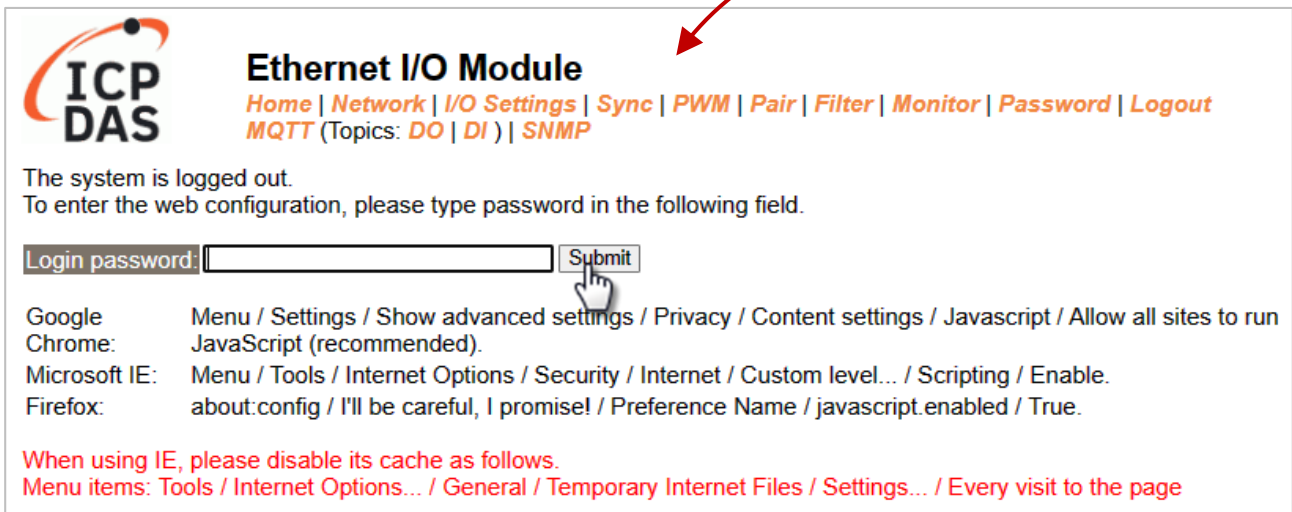 ICP
DAS
Ethernet I/O Module
Home | Network | I/O Settings | Sync | PWM | Pair | Filter | Monitor | Password | Logout
MQTT (Topics: DO | DI ) | SNMP
The system is logged out.
To enter the web configuration, please type password in the following field.
Login password: Submit
Google Chrome: Menu / Settings / Show advanced settings / Privacy / Content settings / Javascript / Allow all sites to run
JavaScript (recommended).
Microsoft IE: Menu / Tools / Internet Options / Security / Internet / Custom level... / Scripting / Enable.
Firefox: about:config / I'll be careful, I promise! / Preference Name / javascript.enabled / True.
When using IE, please disable its cache as follows.
Menu items: Tools / Internet Options... / General / Temporary Internet Files / Settings... / Every visit to the page